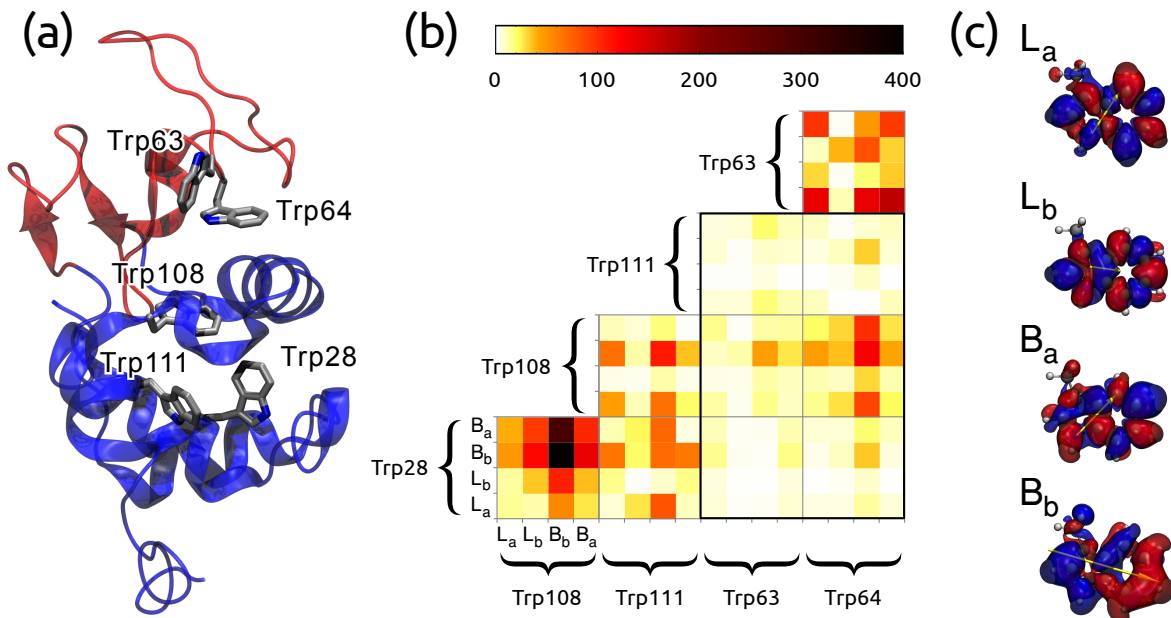 (a)
Trp63
Trp64
Trp108
Trp111
Trp28
(b)
0 100 200 300 400
Trp63
Trp111
Trp108
Trp28
Ba
Bb
Lb
La
La Lb Bb Ba
Trp108 Trp111 Trp63 Trp64
(c)
La
Lb
Ba
Bb